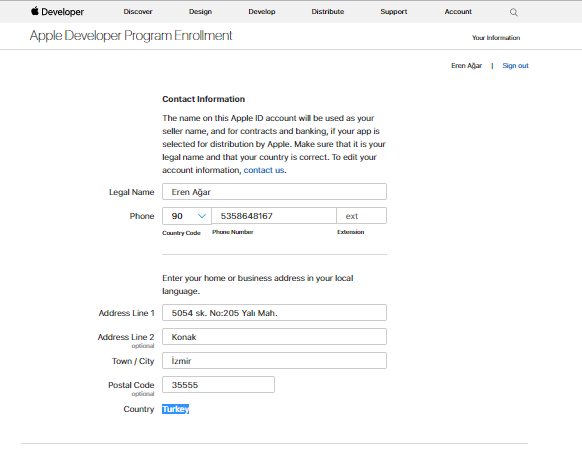 Developer Discover Design Develop Distribute Support Account
Apple Developer Program Enrollment Your Information
Eren Ağar | Sign out
Contact Information
The name on this Apple ID account will be used as your
seller name, and for contracts and banking, if your app is
selected for distribution by Apple. Make sure that it is your
legal name and that your country is correct. To edit your
account information, contact us.
Legal Name Eren Ağar
Phone 90 5358648167 ext
Country Code Phone Number Extension
Enter your home or business address in your local
language.
Address Line 1 5054 sk. No:205 Yalı Mah.
Address Line 2 Konak
optional
Town / City İzmir
Postal Code 35555
optional
Country Turkey